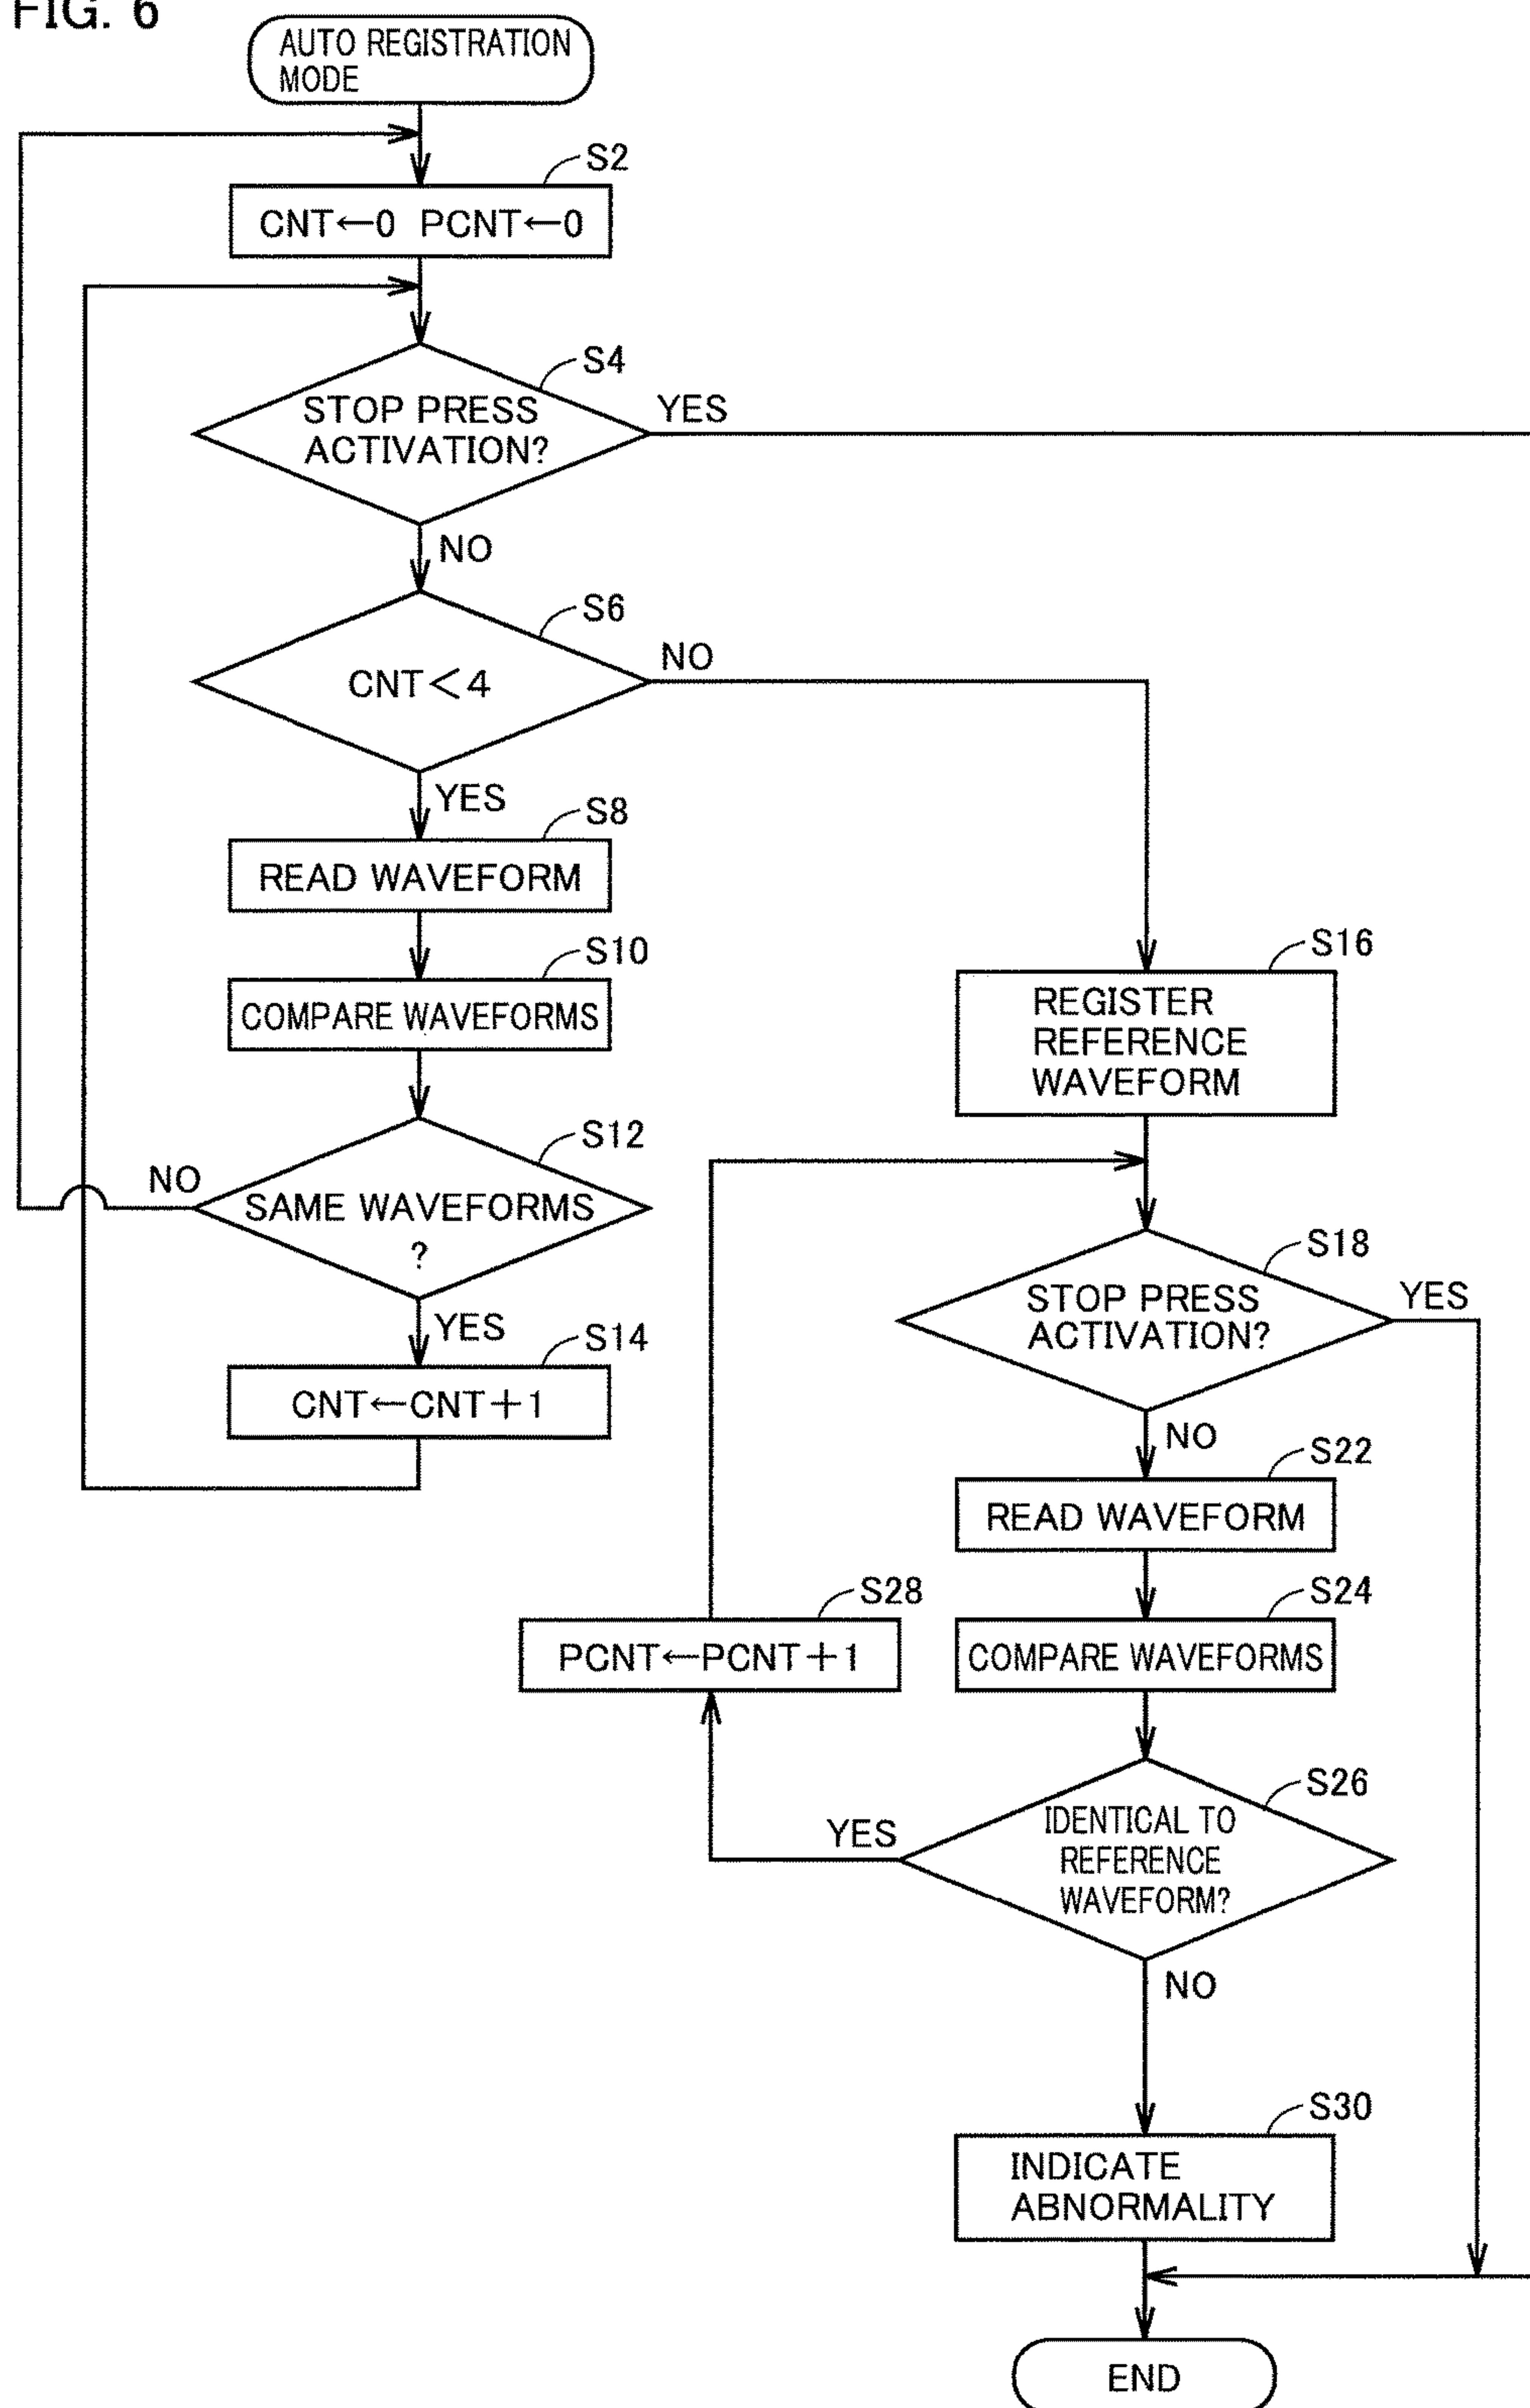 FIG. 6
AUTO REGISTRATION
MODE
S2
CNT←0 PCNT←0
S4
STOP PRESS
ACTIVATION?
YES
NO
S6
CNT<4
NO
YES
S8
READ WAVEFORM
S10
COMPARE WAVEFORMS
S12
SAME WAVEFORMS
?
NO
YES
S14
CNT←CNT+1
S16
REGISTER
REFERENCE
WAVEFORM
S18
STOP PRESS
ACTIVATION?
YES
NO
S22
READ WAVEFORM
S24
COMPARE WAVEFORMS
S28
PCNT←PCNT+1
S26
IDENTICAL TO
REFERENCE
WAVEFORM?
YES
NO
S30
INDICATE
ABNORMALITY
END